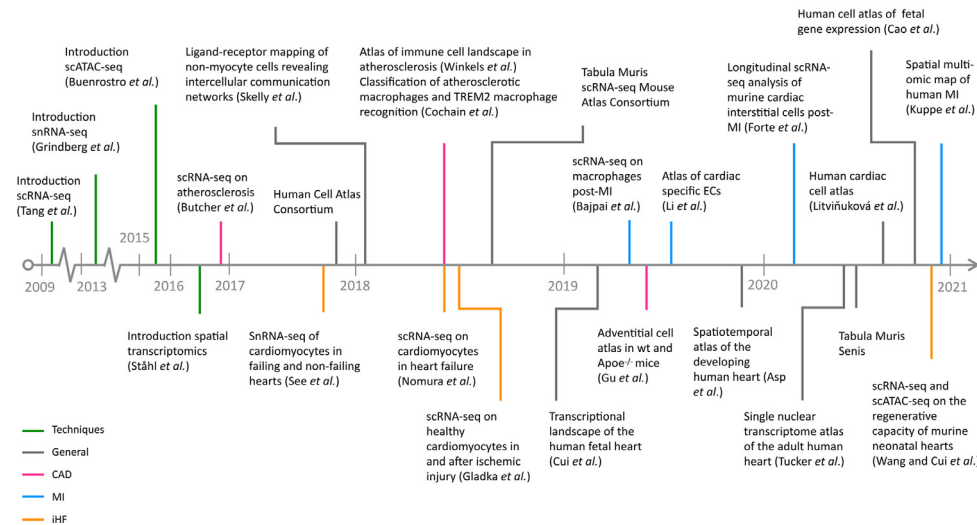 Introduction
scATAC-seq
(Buenrostro et al.)
Ligand-receptor mapping of
non-myocyte cells revealing
intercellular communication
networks (Skelly et al.)
Atlas of immune cell landscape in
atherosclerosis (Winkels et al.)
Classification of atherosclerotic
macrophages and TREM2 macrophage
recognition (Cochain et al.)
Tabula Muris
scRNA-seq Mouse
Atlas Consortium
Human cell atlas of fetal
gene expression (Cao et al.)
Longitudinal scRNA-
seq analysis of
murine cardiac
interstitial cells post-
MI (Forte et al.)
Spatial multi-
omic map of
human MI
(Kuppe et al.)
Introduction
snRNA-seq
(Grindberg et al.)
Introduction
scRNA-seq
(Tang et al.)
scRNA-seq on
atherosclerosis
(Butcher et al.)
Human Cell Atlas
Consortium
scRNA-seq on
macrophages
post-MI
(Bajpai et al.)
Atlas of cardiac
specific ECs
(Li et al.)
Human cardiac
cell atlas
(Litviňuková et al.)
2015
2009
2013
2016
2017
2018
2019
2020
2021
Introduction spatial
transcriptomics
(Ståhl et al.)
SnRNA-seq of
cardiomyocytes in
failing and non-failing
hearts (See et al.)
scRNA-seq on
cardiomyocytes
in heart failure
(Nomura et al.)
scRNA-seq on
healthy
cardiomyocytes in
and after ischemic
injury (Gladka et al.)
Transcriptional
landscape of the
human fetal heart
(Cui et al.)
Adventitial cell
atlas in wt and
Apoe-/- mice
(Gu et al.)
Spatiotemporal
atlas of the
developing
human heart (Asp
et al.)
Single nuclear
transcriptome atlas
of the adult human
heart (Tucker et al.)
Tabula Muris
Senis
scRNA-seq and
scATAC-seq on the
regenerative
capacity of murine
neonatal hearts
(Wang and Cui et al.)
Techniques
General
CAD
MI
iHF